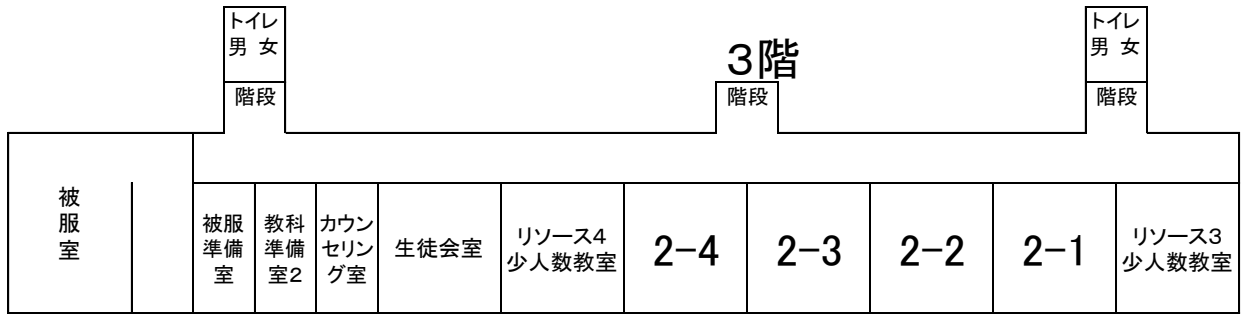 トイレ
男 女
階段
3階
階段
トイレ
男 女
階段
被
服
室
被服
準備
室
教科
準備
室2
カウン
セリン
グ室
生徒会室
リソース4
少人数教室
2-4
2-3
2-2
2-1
リソース3
少人数教室